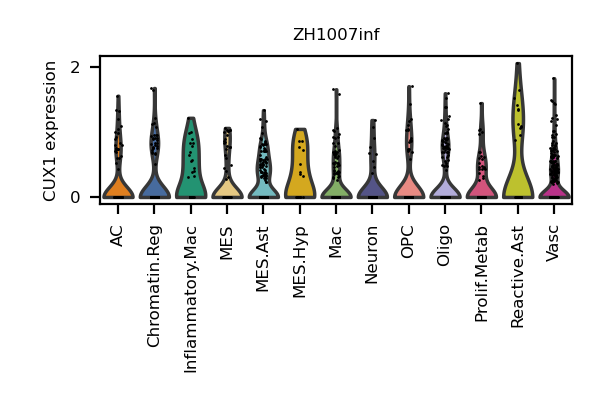 ZH1007inf
CUX1 expression
2
0
AC
Chromatin.Reg
Inflammatory.Mac
MES
MES.Ast
MES.Hyp
Mac
Neuron
OPC
Oligo
Prolif.Metab
Reactive.Ast
Vasc